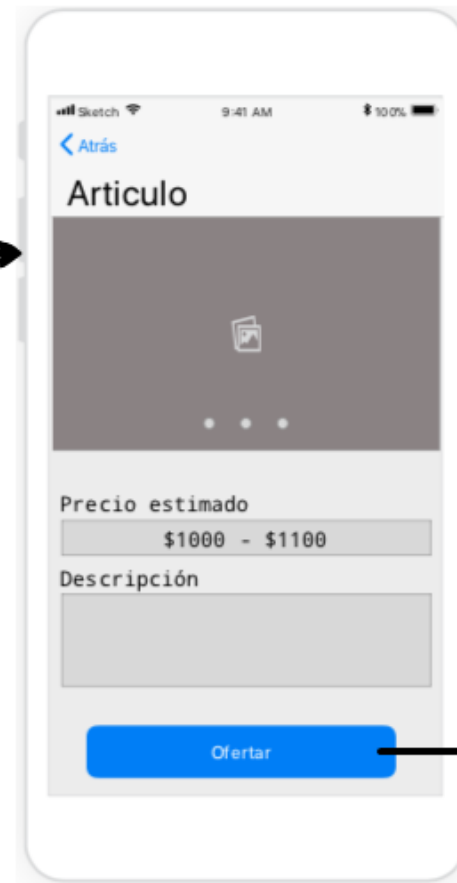 Sketch 9:41 AM 100%
Atrás
Articulo
Precio estimado
$1000 - $1100
Descripción
Ofertar